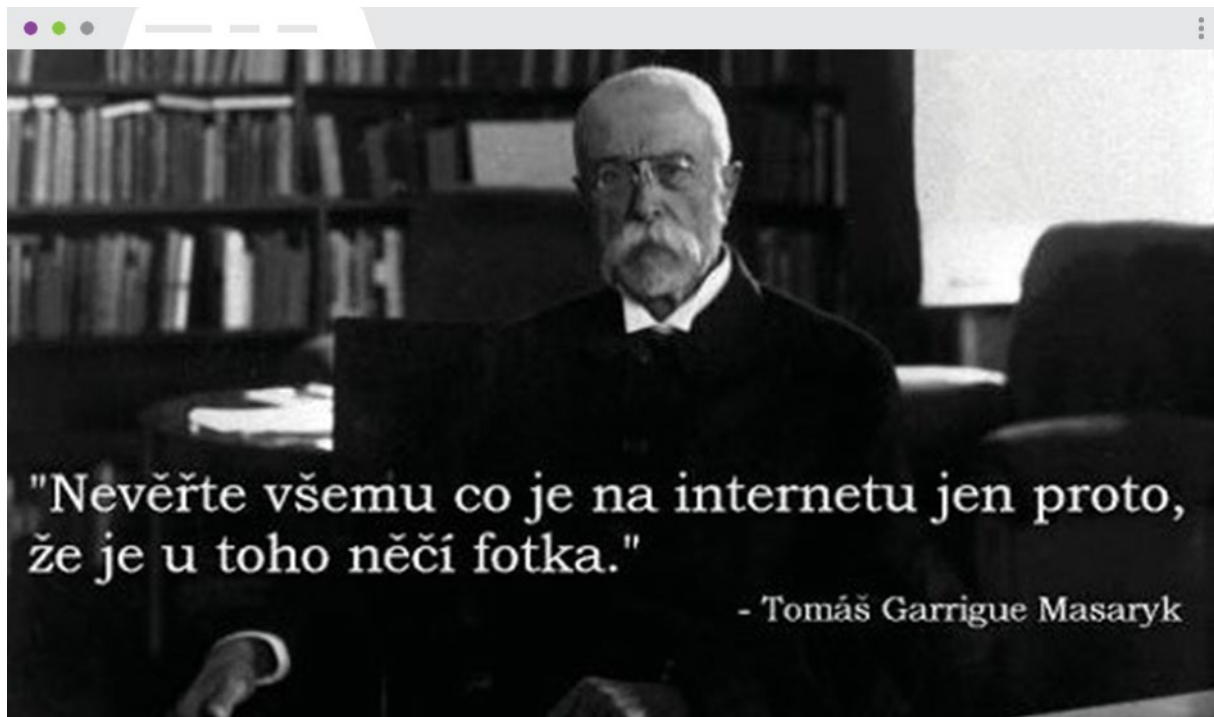 "Nevěřte všemu co je na internetu jen proto,
že je u toho něčí fotka."
- Tomáš Garrigue Masaryk